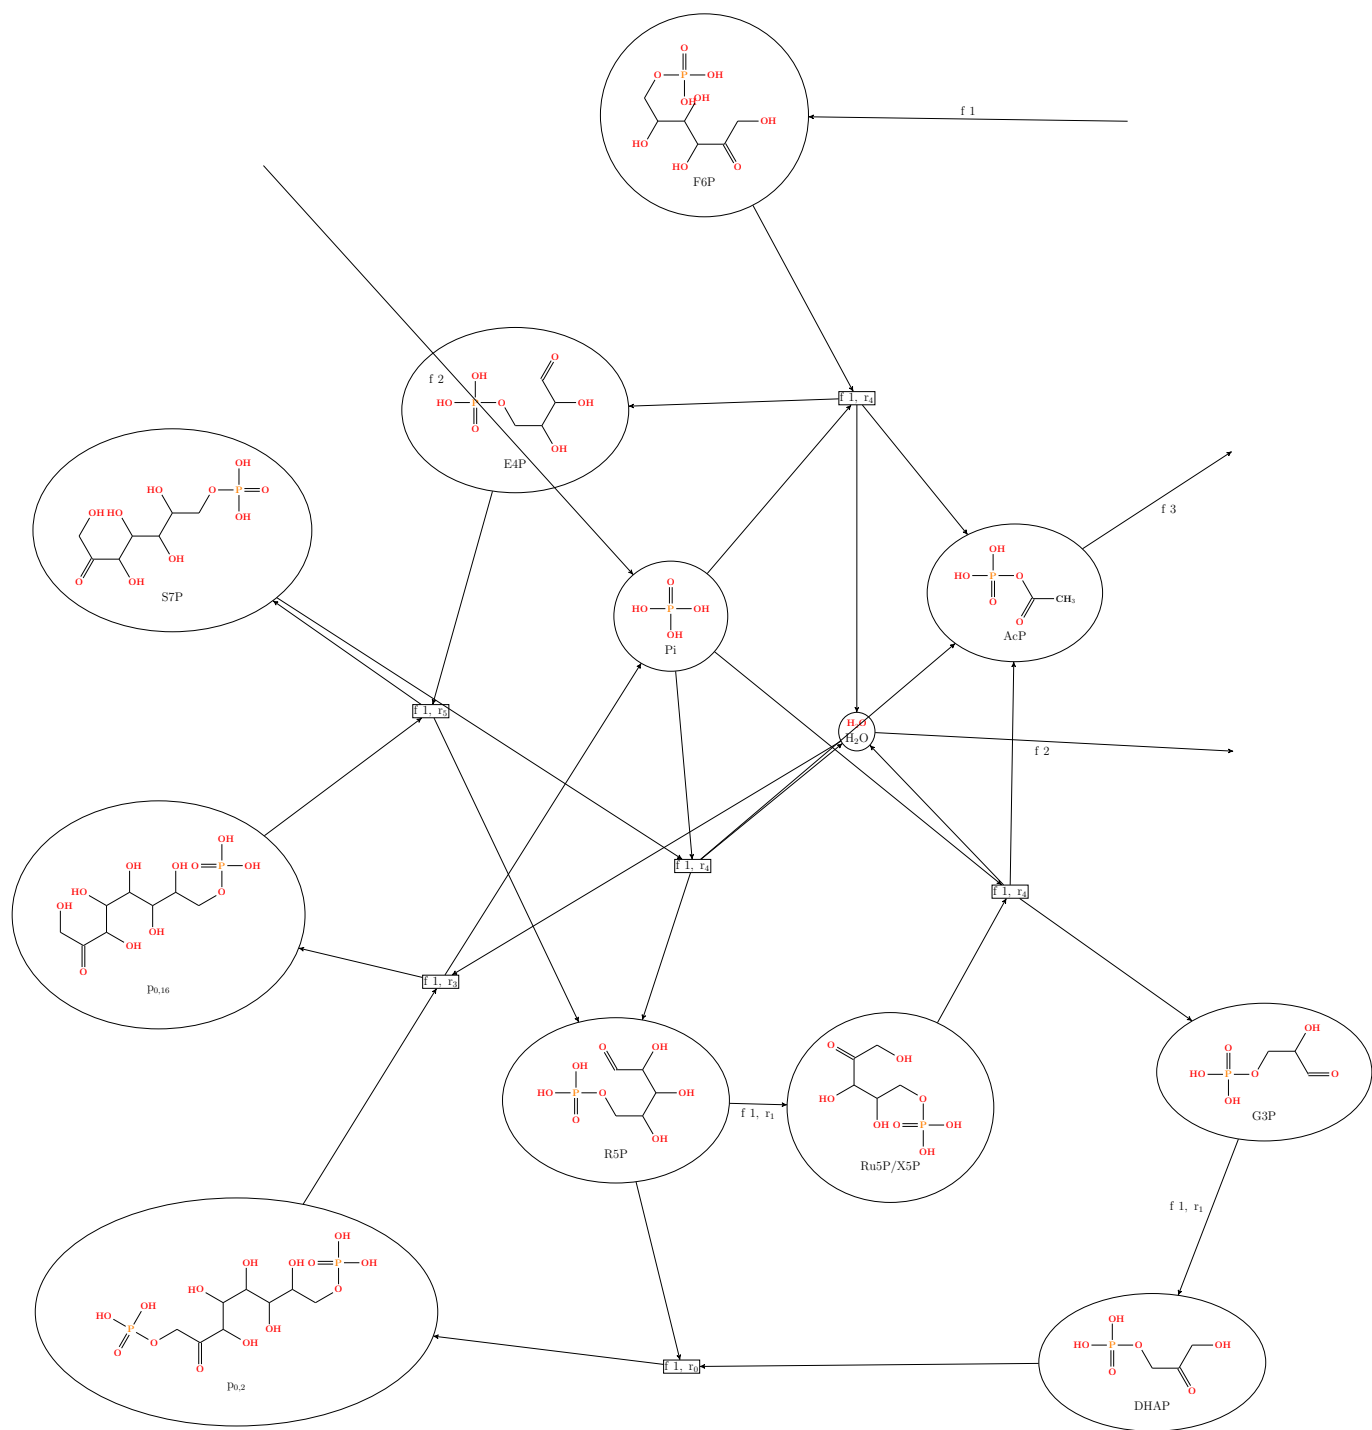 O
O P OH
OH OH
HO OH
HO O
F6P
f 1
f 2
OH O
HO P O OH
O OH
E4P
f 1, r4
OH
HO O P O
OH HO OH
OH
O OH
S7P
f 3
OH
HO P O
O CH3
O
AcP
O
HO P OH
OH
Pi
f 1, r5
H2O
H2O
f 2
OH
OH OH O P OH
HO O
OH
OH OH
O
p0,16
f 1, r4
f 1, r4
f 1, r3
O OH
OH
HO P O OH
O
OH
R5P
f 1, r1
O
OH
HO O
OH O P OH
OH
Ru5P/X5P
OH
O
HO P O O
OH
G3P
f 1, r1
OH
OH OH O P OH
HO O
OH
HO P O OH
OH
O O
p0,2
f 1, r0
OH
HO P O OH
O O
DHAP